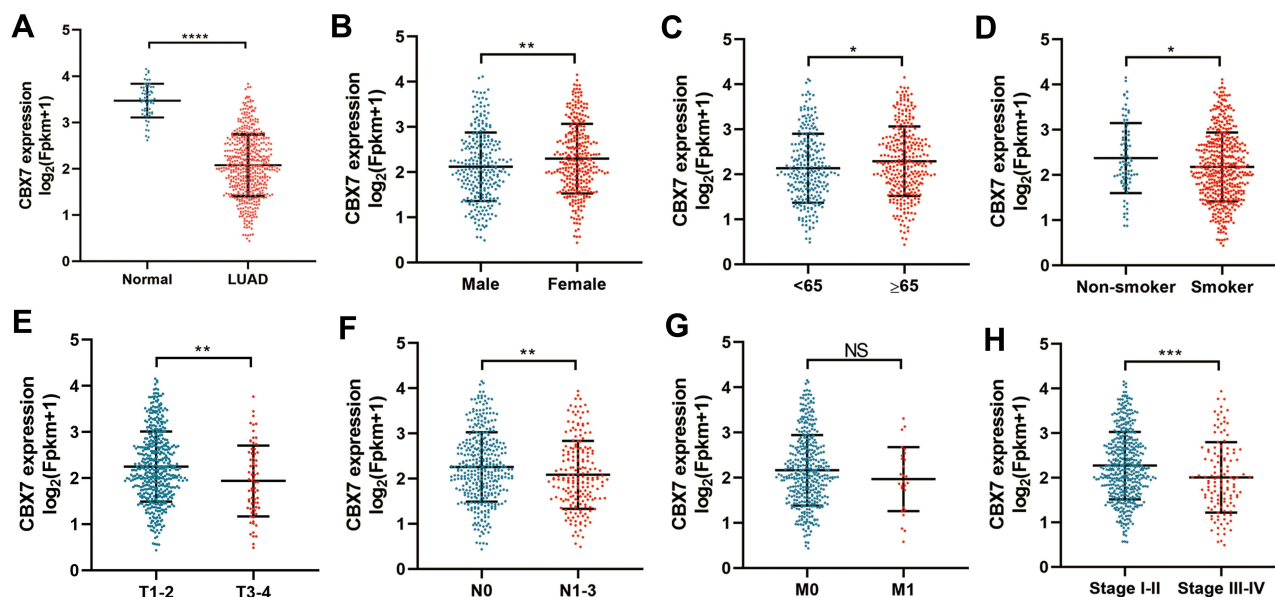 A
CBX7 expression
log₂(Fpkm+1)
5
4
3
2
1
0
****
Normal LUAD
B
CBX7 expression
log₂(Fpkm+1)
5
4
3
2
1
0
**
Male Female
C
CBX7 expression
log₂(Fpkm+1)
5
4
3
2
1
0
*
<65 ≥65
D
CBX7 expression
log₂(Fpkm+1)
5
4
3
2
1
0
*
Non-smoker Smoker
E
CBX7 expression
log₂(Fpkm+1)
5
4
3
2
1
0
**
T1-2 T3-4
F
CBX7 expression
log₂(Fpkm+1)
5
4
3
2
1
0
**
N0 N1-3
G
CBX7 expression
log₂(Fpkm+1)
5
4
3
2
1
0
NS
M0 M1
H
CBX7 expression
log₂(Fpkm+1)
5
4
3
2
1
0
***
Stage I-II Stage III-IV